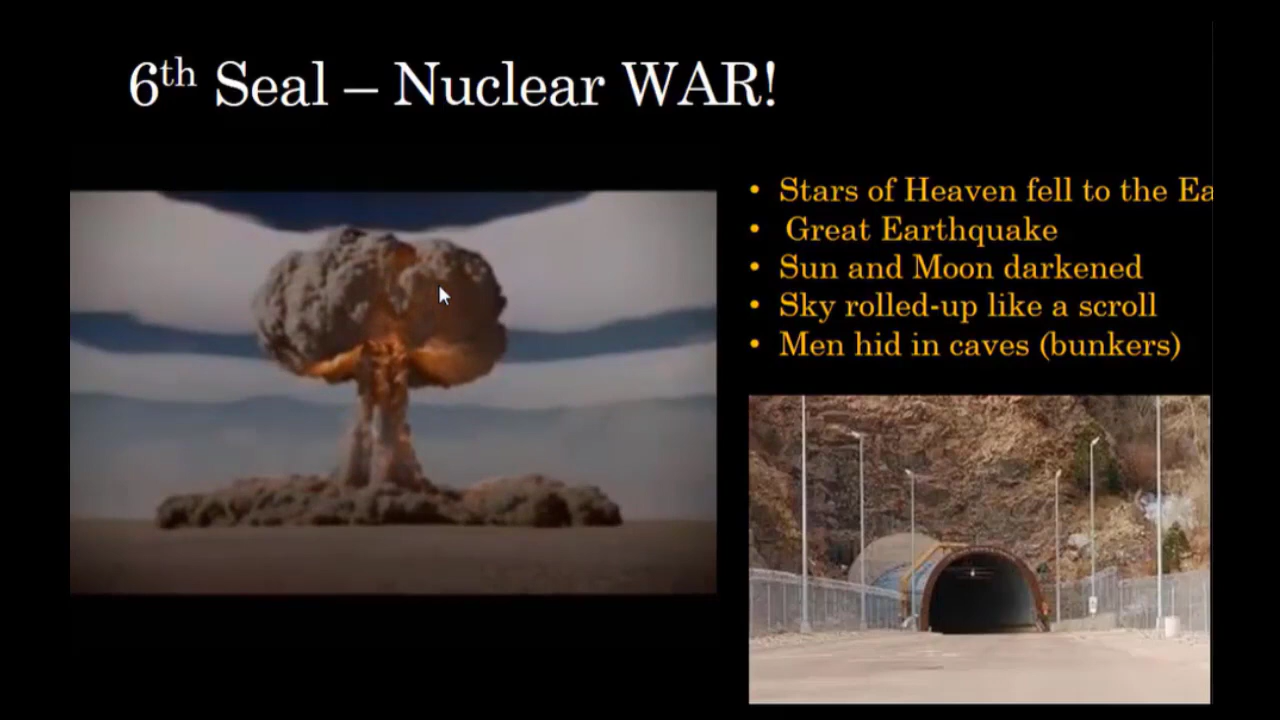 6th Seal – Nuclear WAR!
• Stars of Heaven fell to the Ea
• Great Earthquake
• Sun and Moon darkened
• Sky rolled-up like a scroll
• Men hid in caves (bunkers)